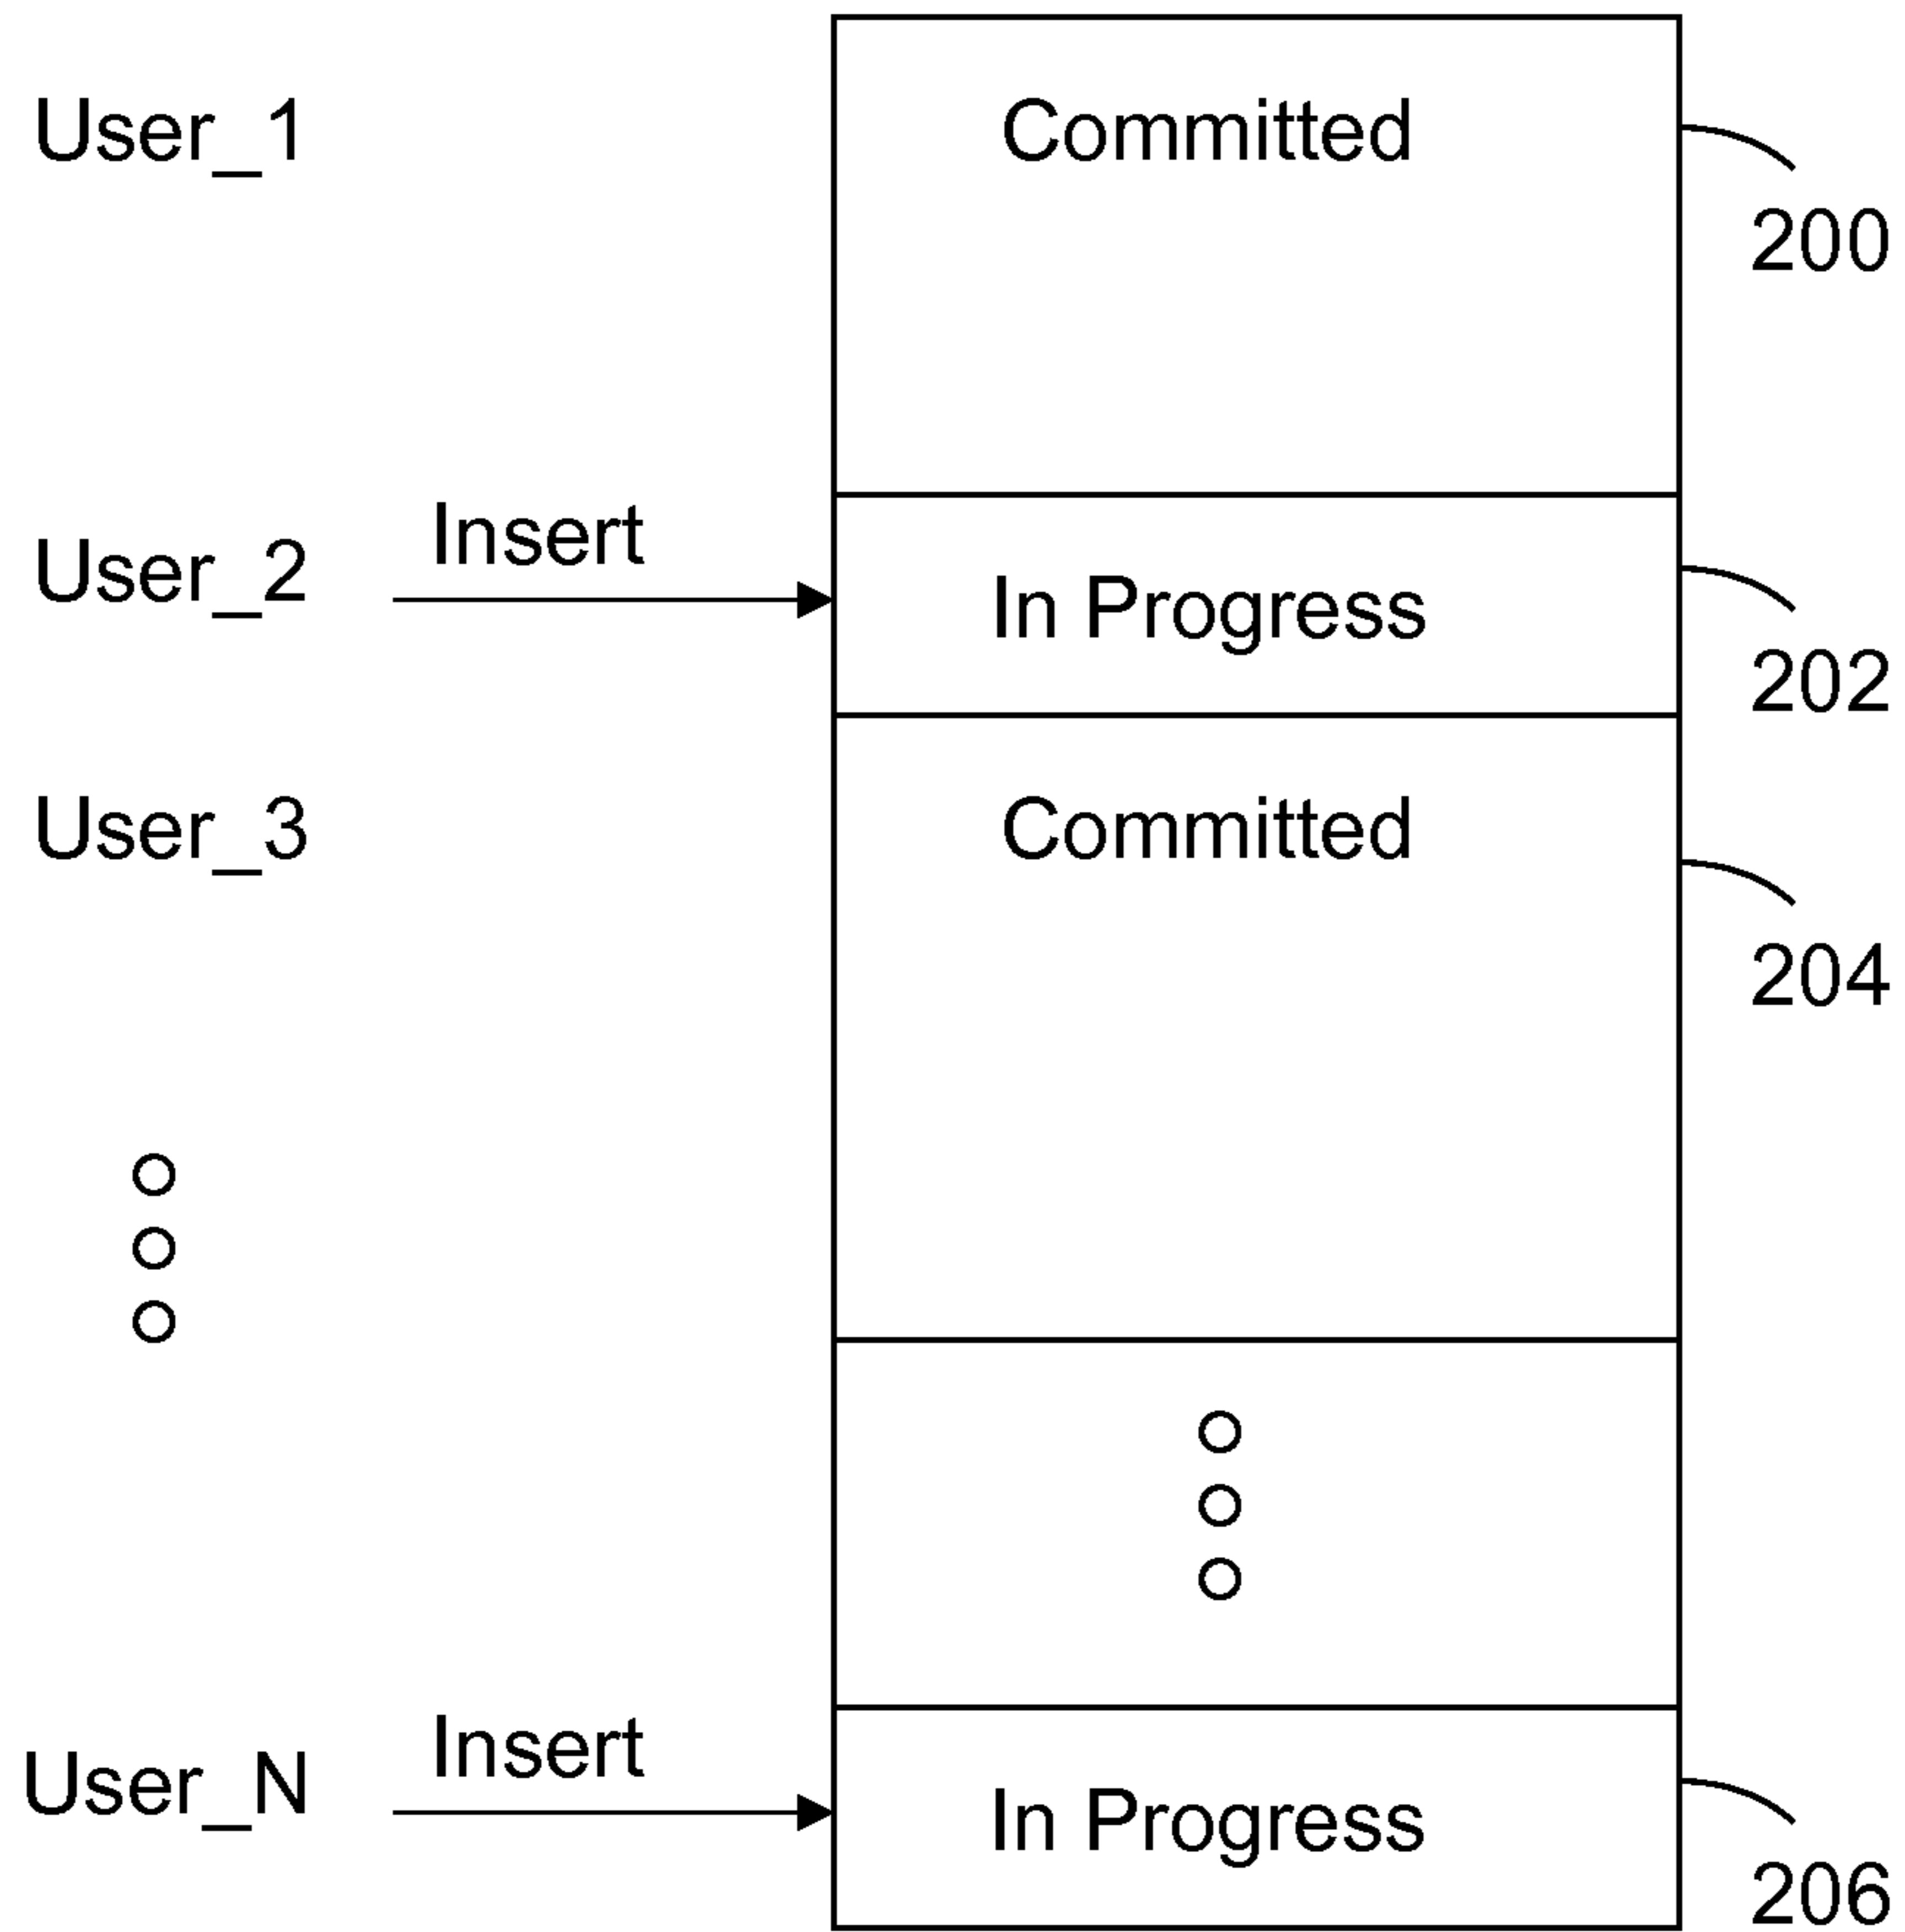 User_1
Committed
200
Insert
User_2
In Progress
202
User_3
Committed
204
Insert
User_N
In Progress
206